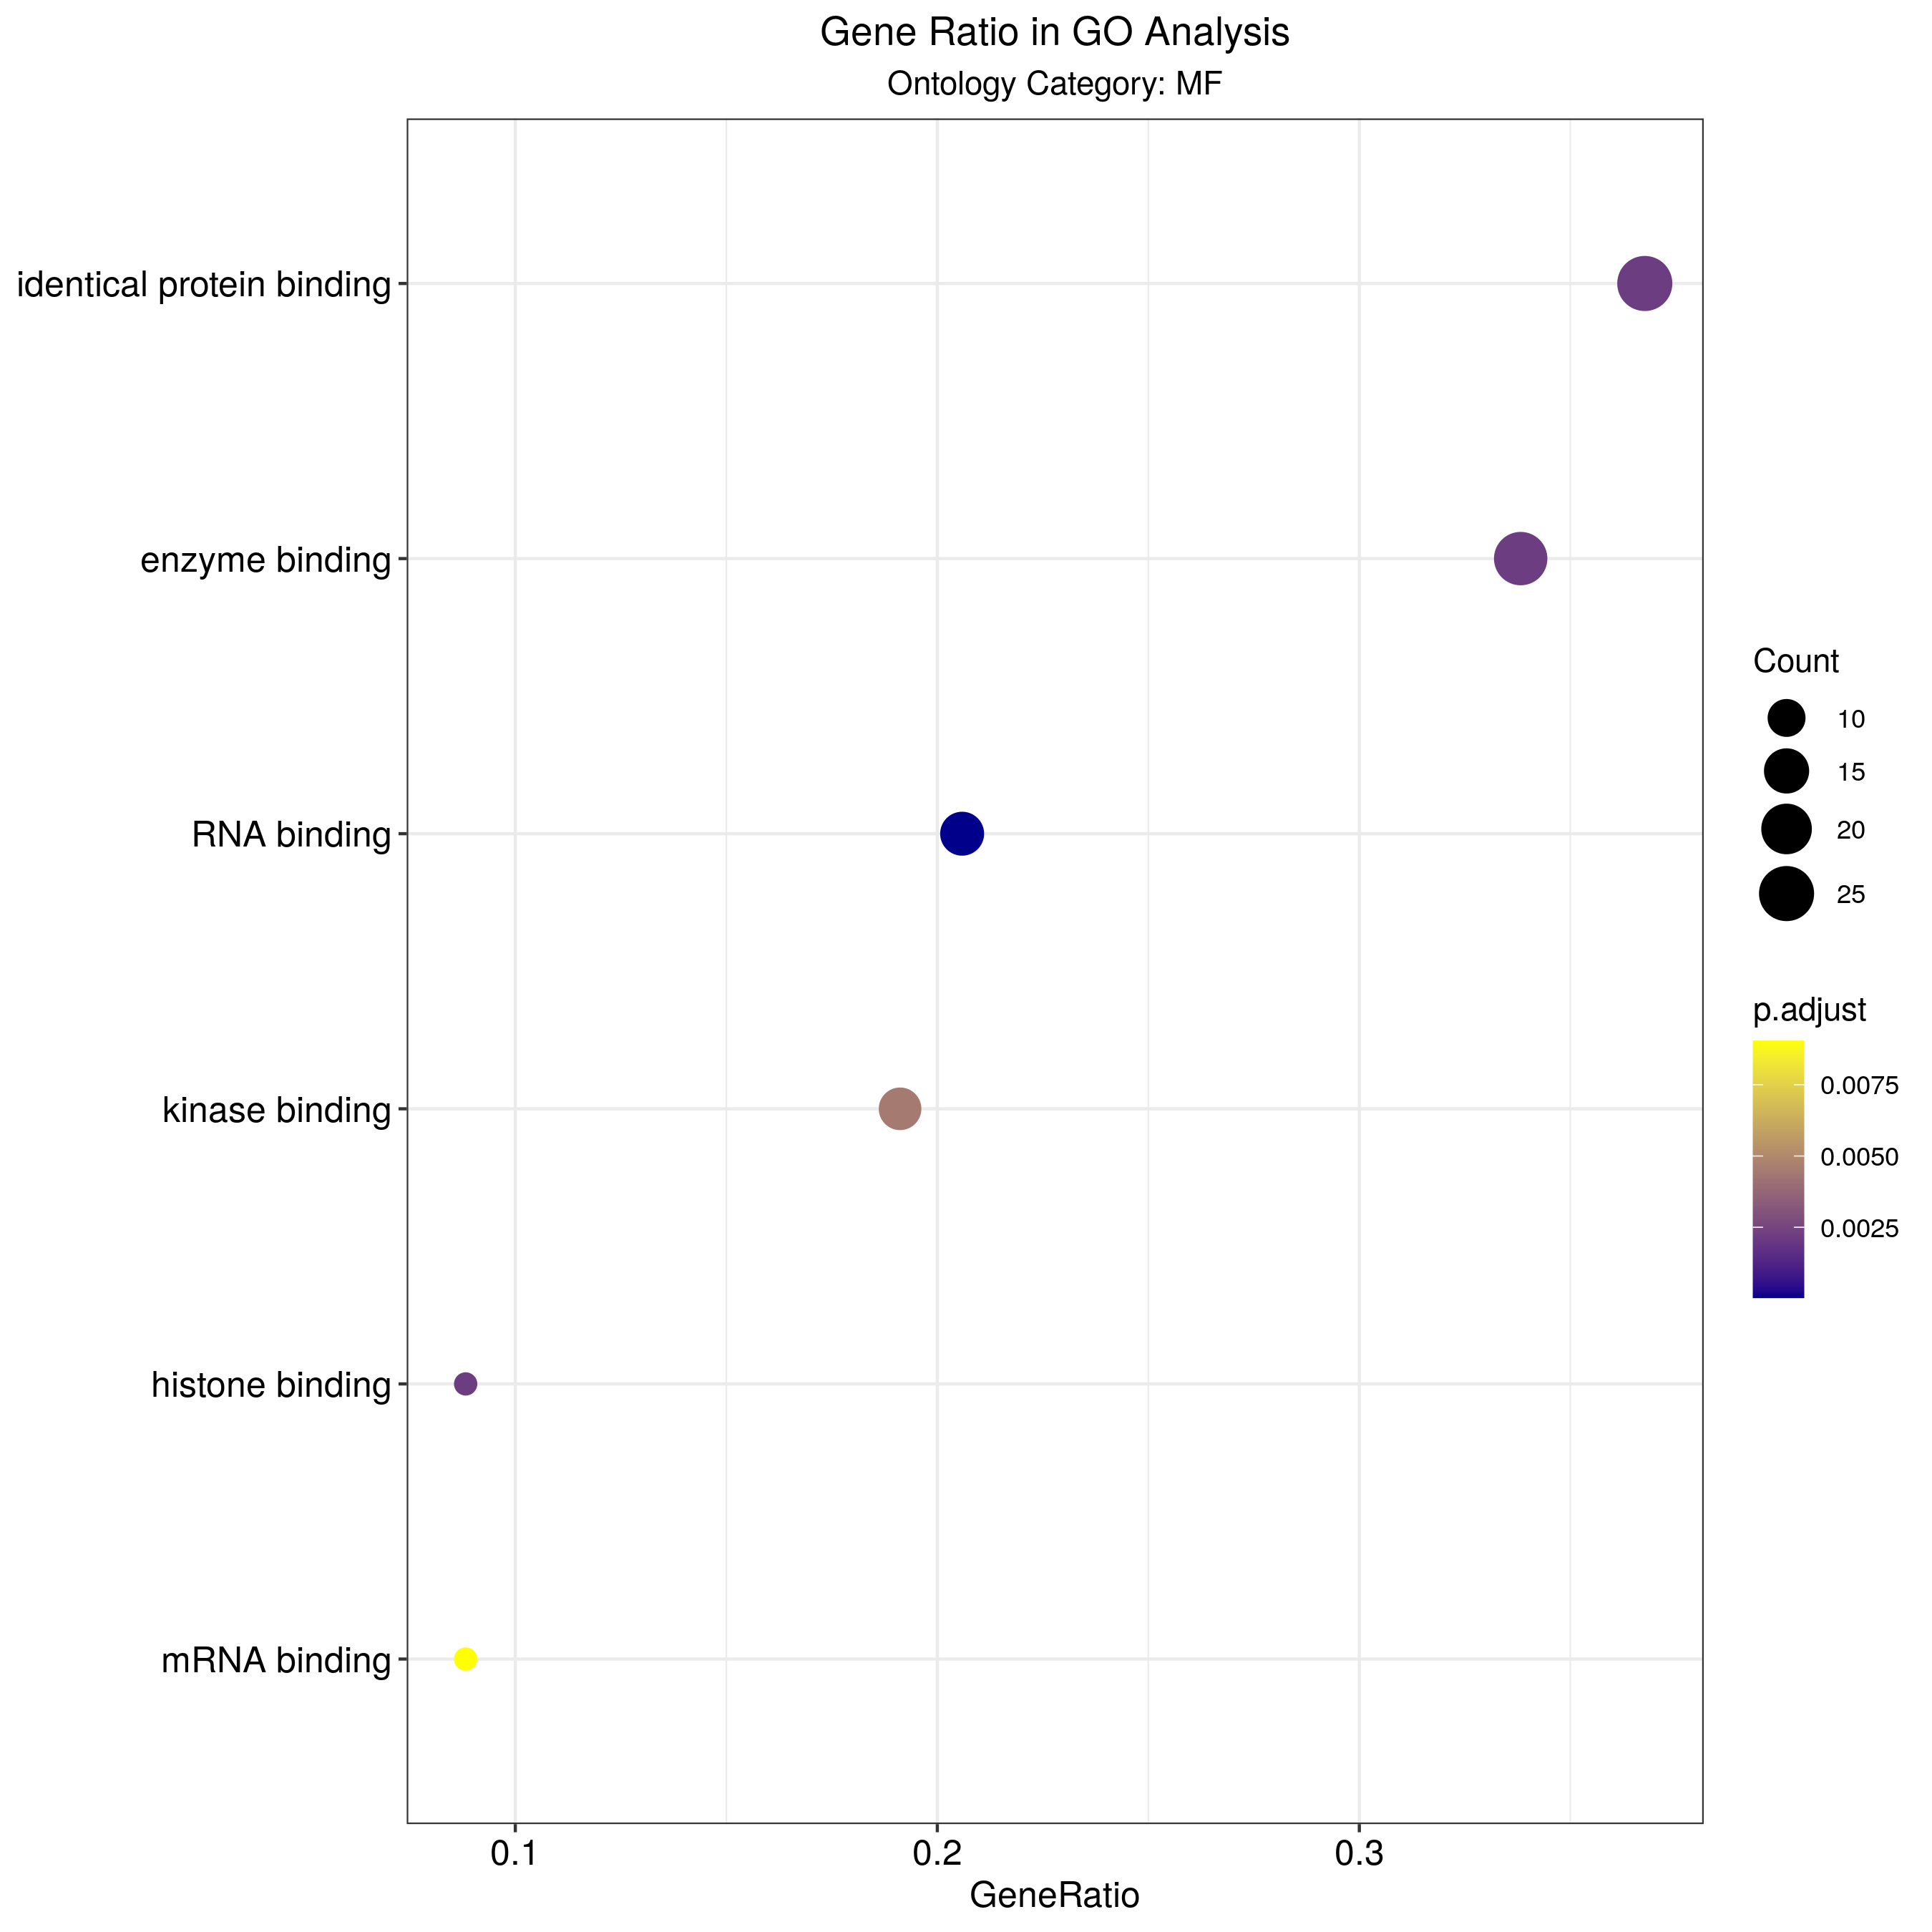 Gene Ratio in GO Analysis
Ontology Category: MF
identical protein binding
enzyme binding
RNA binding
kinase binding
histone binding
mRNA binding
0.1
0.2
0.3
GeneRatio
Count
10
15
20
25
p.adjust
0.0075
0.0050
0.0025